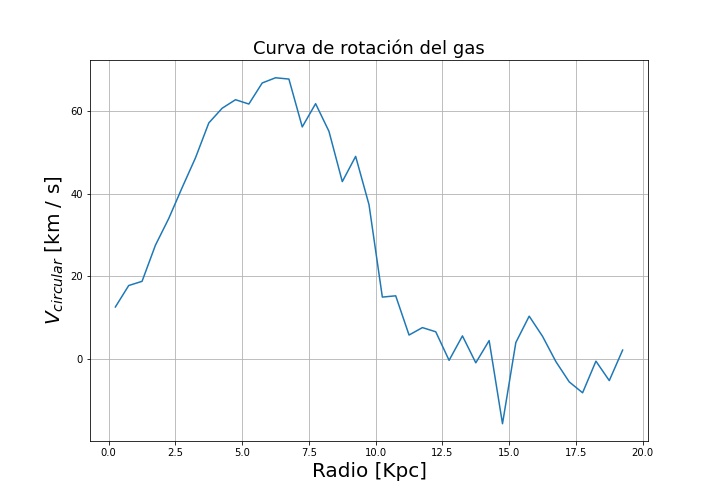 Curva de rotación del gas
V_circular [km / s]
60
40
20
0
0.0 2.5 5.0 7.5 10.0 12.5 15.0 17.5 20.0
Radio [Kpc]